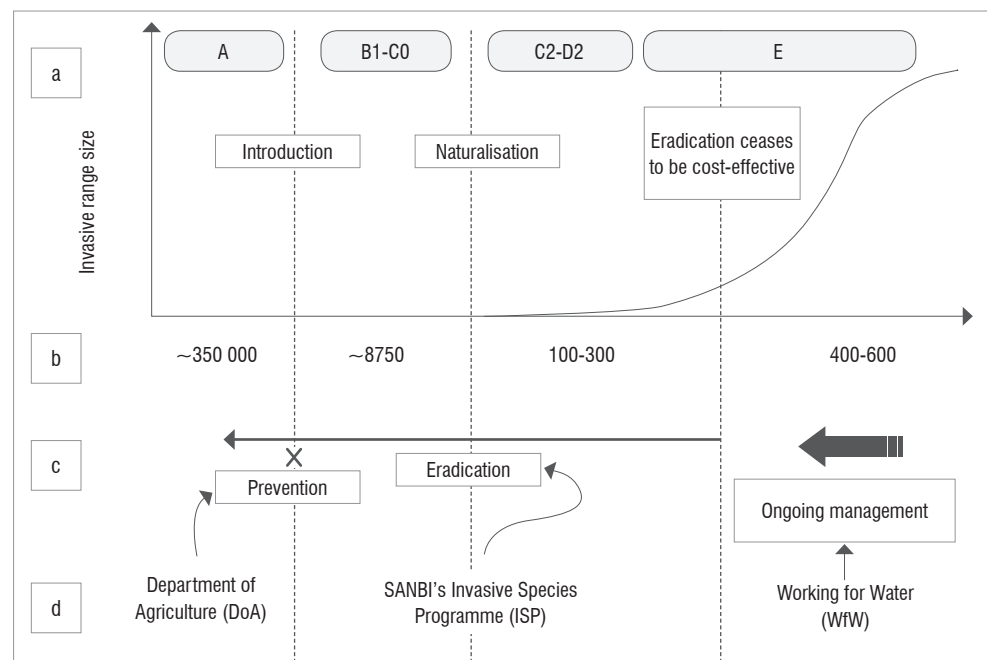 a
A
B1-C0
C2-D2
E
Invasive range size
Introduction
Naturalisation
Eradication ceases
to be cost-effective
b
~350 000
~8750
100-300
400-600
c
Prevention
Eradication
Ongoing management
d
Department of
Agriculture (DoA)
SANBI's Invasive Species
Programme (ISP)
Working for Water
(WfW)